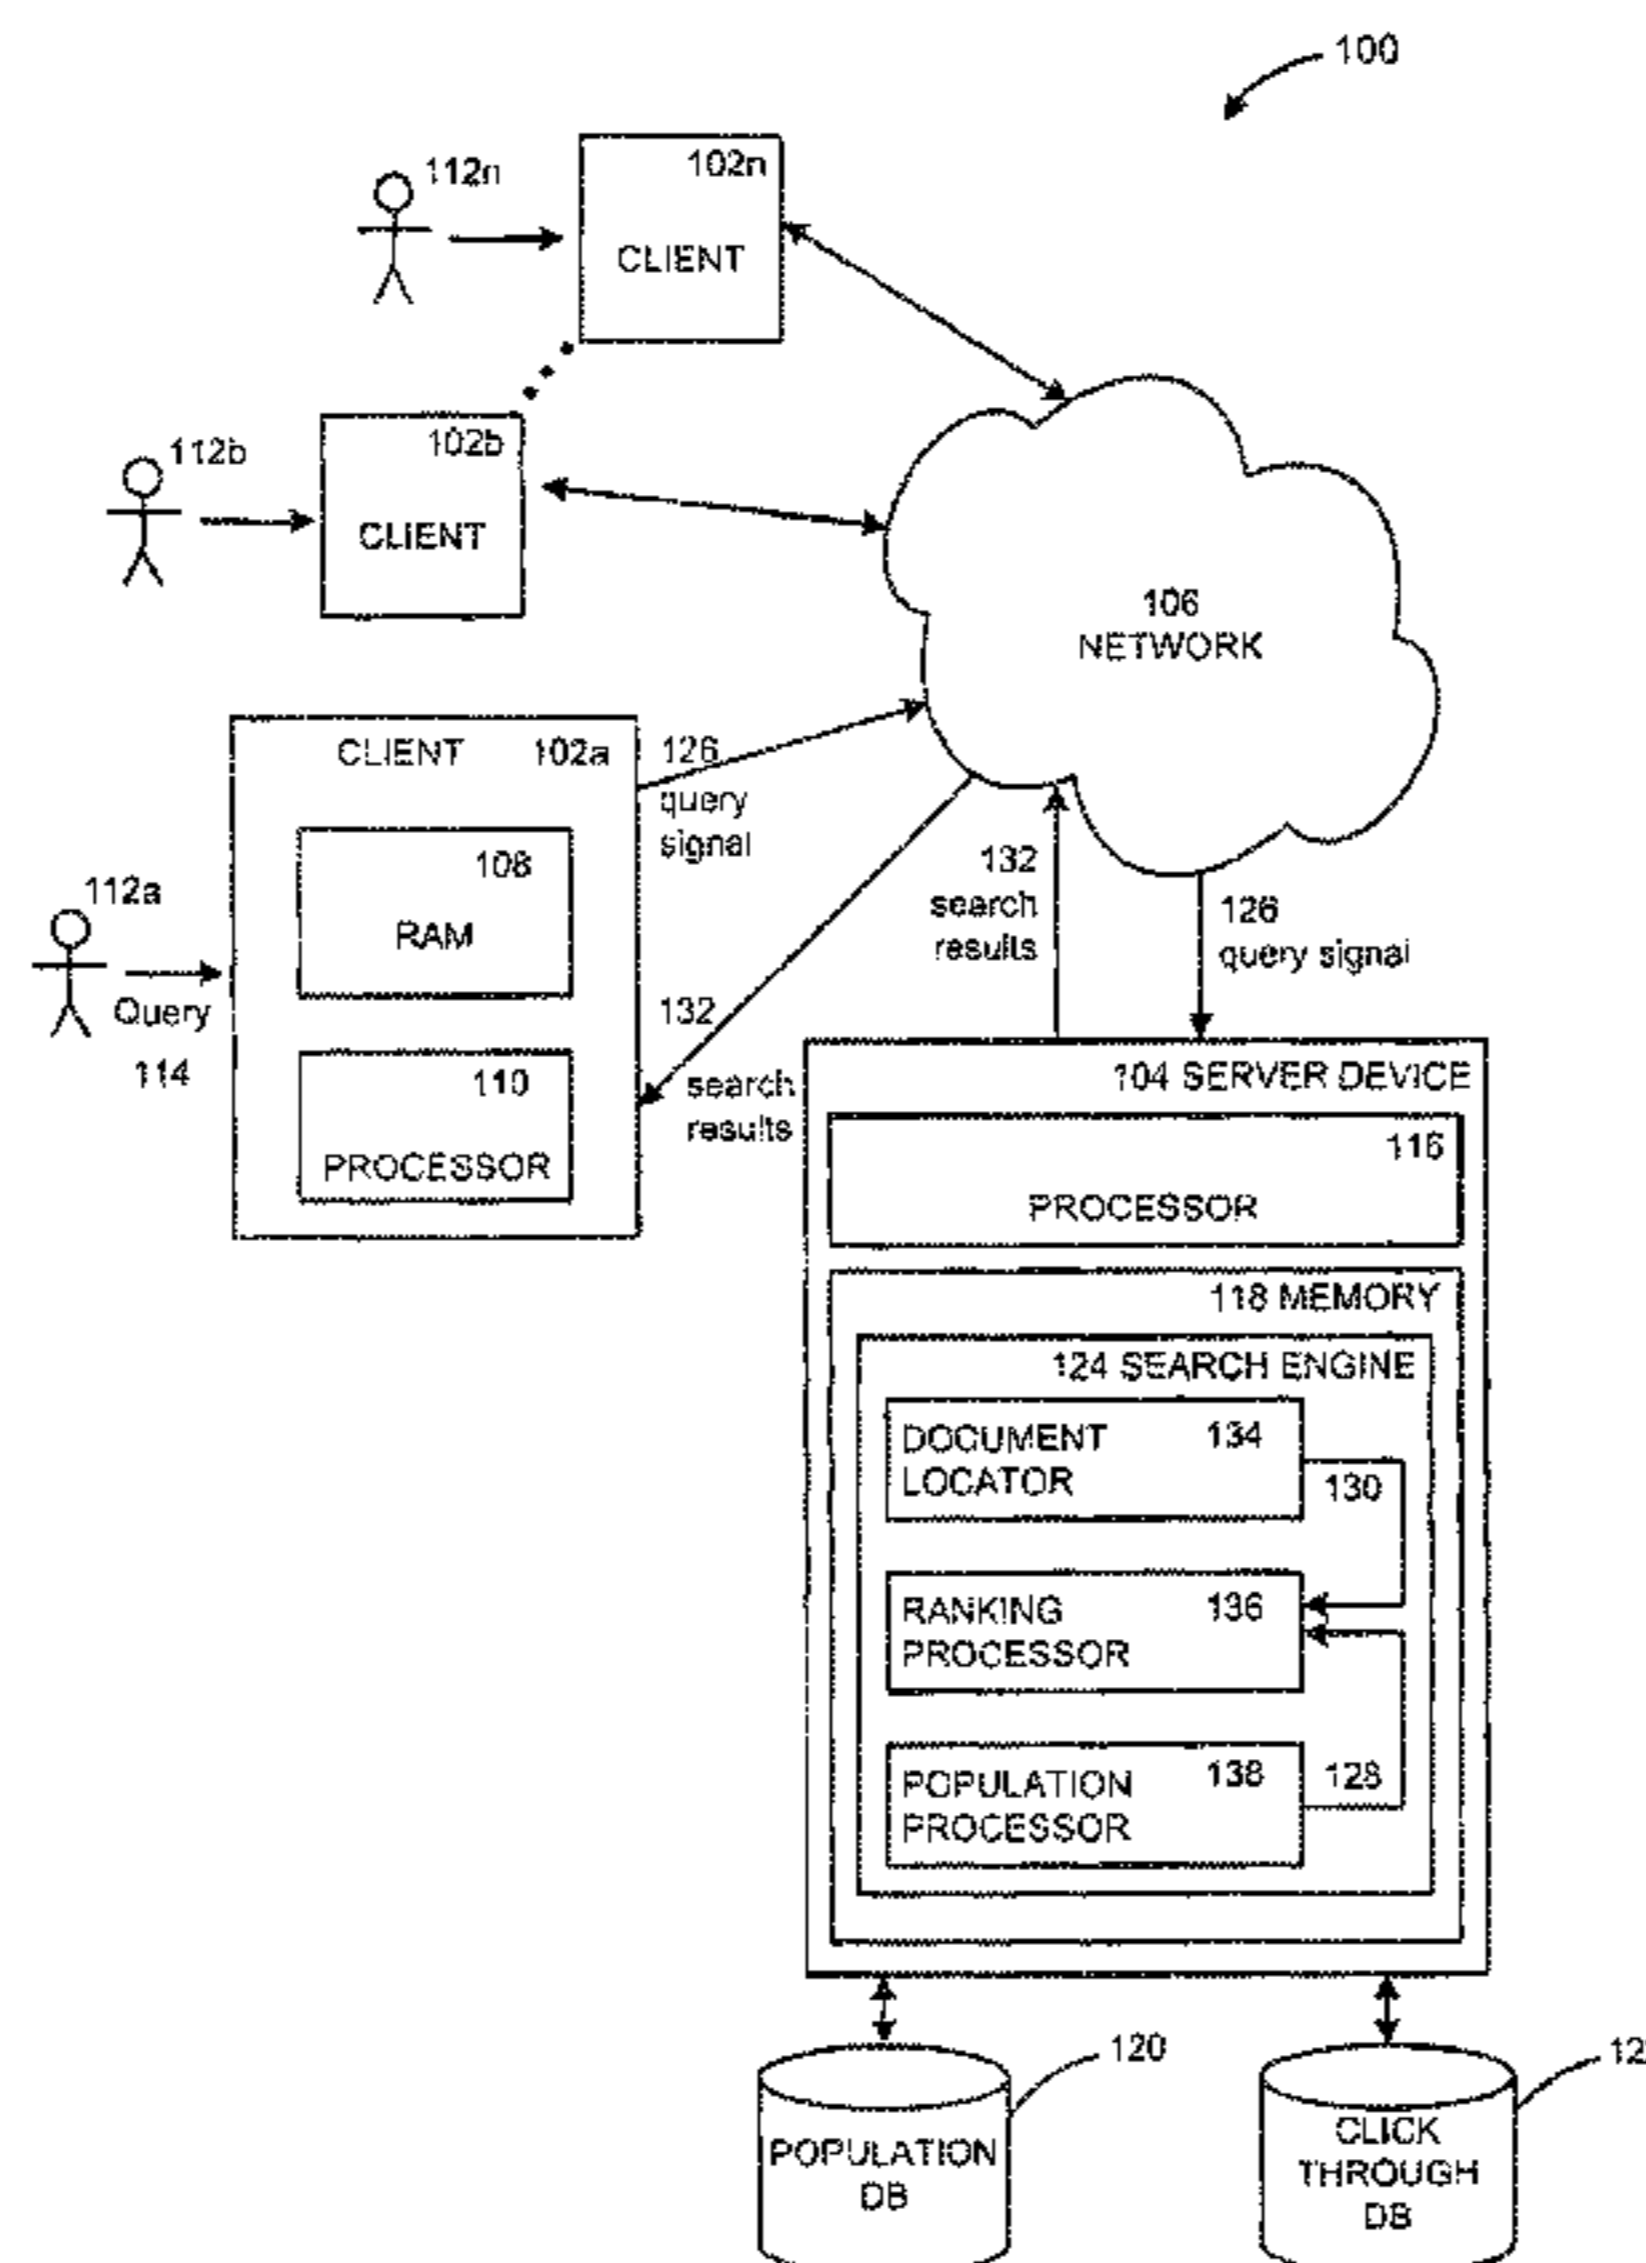 100
112n
102n
CLIENT
112b
102b
CLIENT
106
NETWORK
CLIENT 102a
126
query
signal
108
RAM
112a
Query
114
132
search
results
126
query signal
132
search
results
110
PROCESSOR
104 SERVER DEVICE
116
PROCESSOR
118 MEMORY
124 SEARCH ENGINE
DOCUMENT 134
LOCATOR
130
RANKING 136
PROCESSOR
POPULATION 138
PROCESSOR
128
120
POPULATION
DB
CLICK
THROUGH
DB